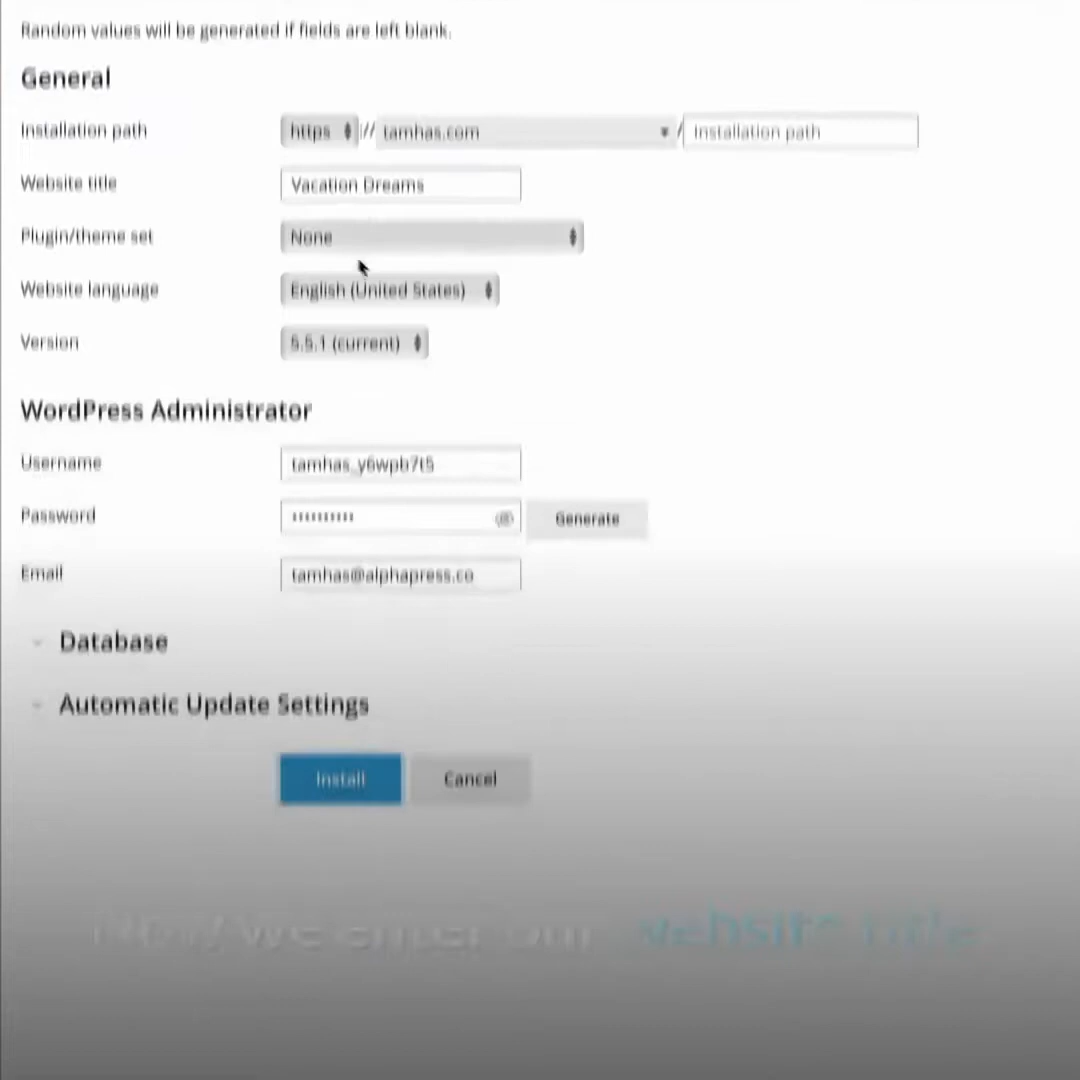 Random values will be generated if fields are left blank.
General
Installation path https :// tamhas.com / Installation path
Website title Vacation Dreams
Plugin/theme set None
Website language English (United States)
Version 5.5.1 (current)
WordPress Administrator
Username tamhas_y6wpb7t5
Password •••••••••• Generate
Email tamhas@alphapress.co
Database
Automatic Update Settings
Install Cancel
we enter our website title